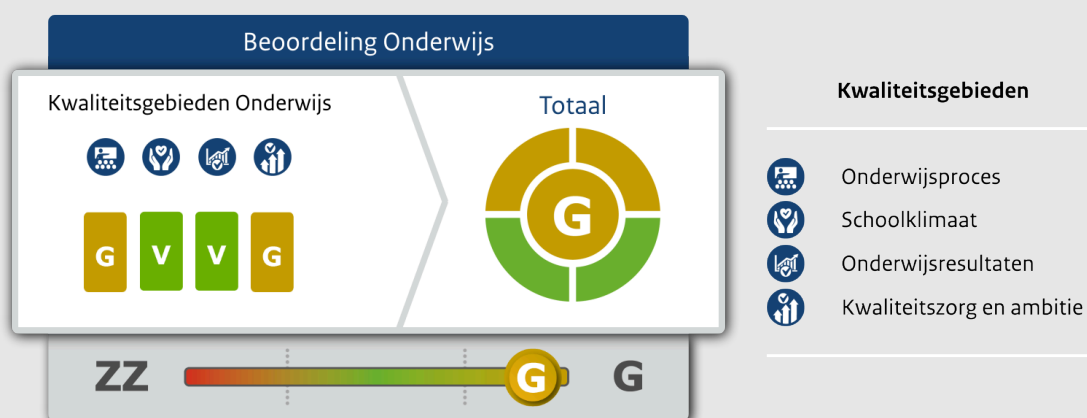 Beoordeling Onderwijs
Kwaliteitsgebieden Onderwijs
Totaal
G V V G
G
ZZ G G
Kwaliteitsgebieden
Onderwijsproces
Schoolklimaat
Onderwijsresultaten
Kwaliteitszorg en ambitie